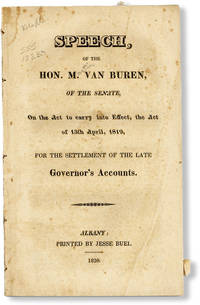 SPEECH,
OF THE
HON. M. VAN BUREN,
OF THE SENATE,
On the Act to carry into Effect, the Act
of 13th April, 1819,
FOR THE SETTLEMENT OF THE LATE
Governor's Accounts.
ALBANY:
PRINTED BY JESSE BUEL.
1820.